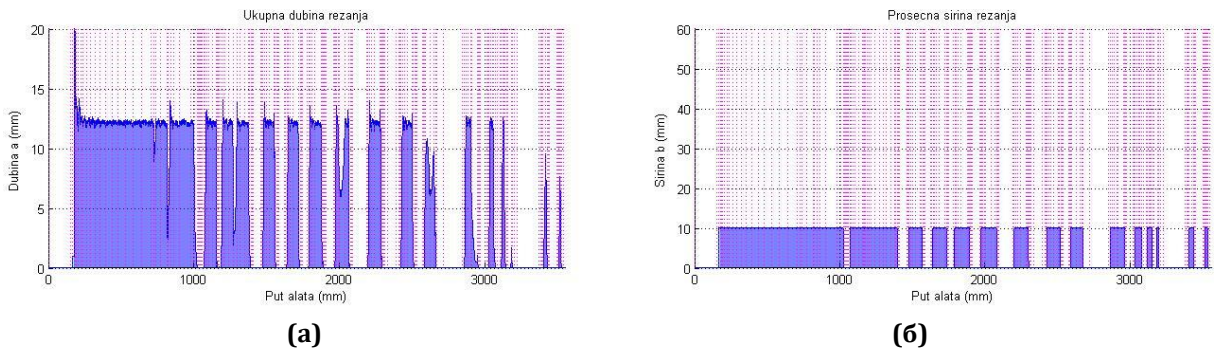 Ukupna dubina rezanja
20
15
10
5
0
Dubina a (mm)
0
1000
2000
3000
Put alata (mm)
(а)
Prosecna sirina rezanja
60
50
40
30
20
10
0
Sirina b (mm)
0
1000
2000
3000
Put alata (mm)
(б)